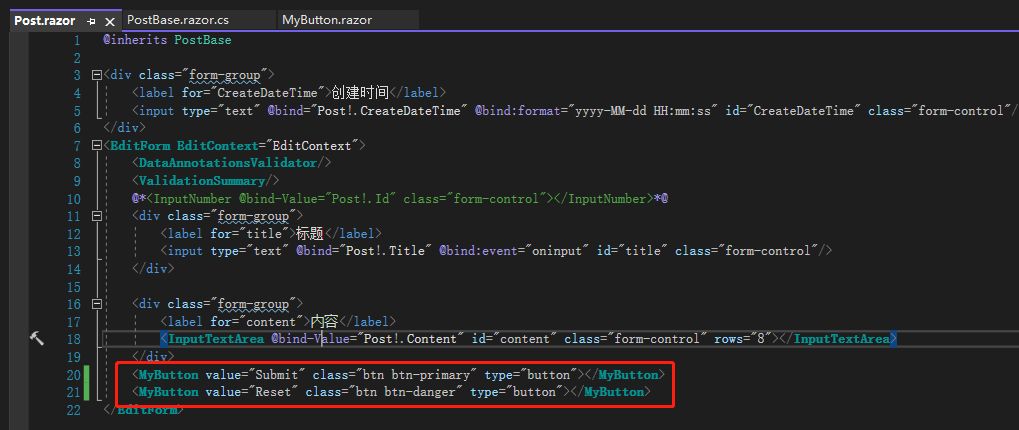 Post.razor PostBase.razor.cs MyButton.razor
1 @inherits PostBase
2
3 <div class="form-group">
4 <label for="CreateDateTime">创建时间</label>
5 <input type="text" @bind="Post!.CreateDateTime" @bind:format="yyyy-MM-dd HH:mm:ss" id="CreateDateTime" class="form-control"/
6 </div>
7 <EditForm EditContext="EditContext">
8 <DataAnnotationsValidator/>
9 <ValidationSummary/>
10 @*<InputNumber @bind-Value="Post!.Id" class="form-control"></InputNumber>*@
11 <div class="form-group">
12 <label for="title">标题</label>
13 <input type="text" @bind="Post!.Title" @bind:event="oninput" id="title" class="form-control"/>
14 </div>
15
16 <div class="form-group">
17 <label for="content">内容</label>
18 <InputTextArea @bind-Value="Post!.Content" id="content" class="form-control" rows="8"></InputTextArea>
19 </div>
20 <MyButton value="Submit" class="btn btn-primary" type="button"></MyButton>
21 <MyButton value="Reset" class="btn btn-danger" type="button"></MyButton>
22 </EditForm>